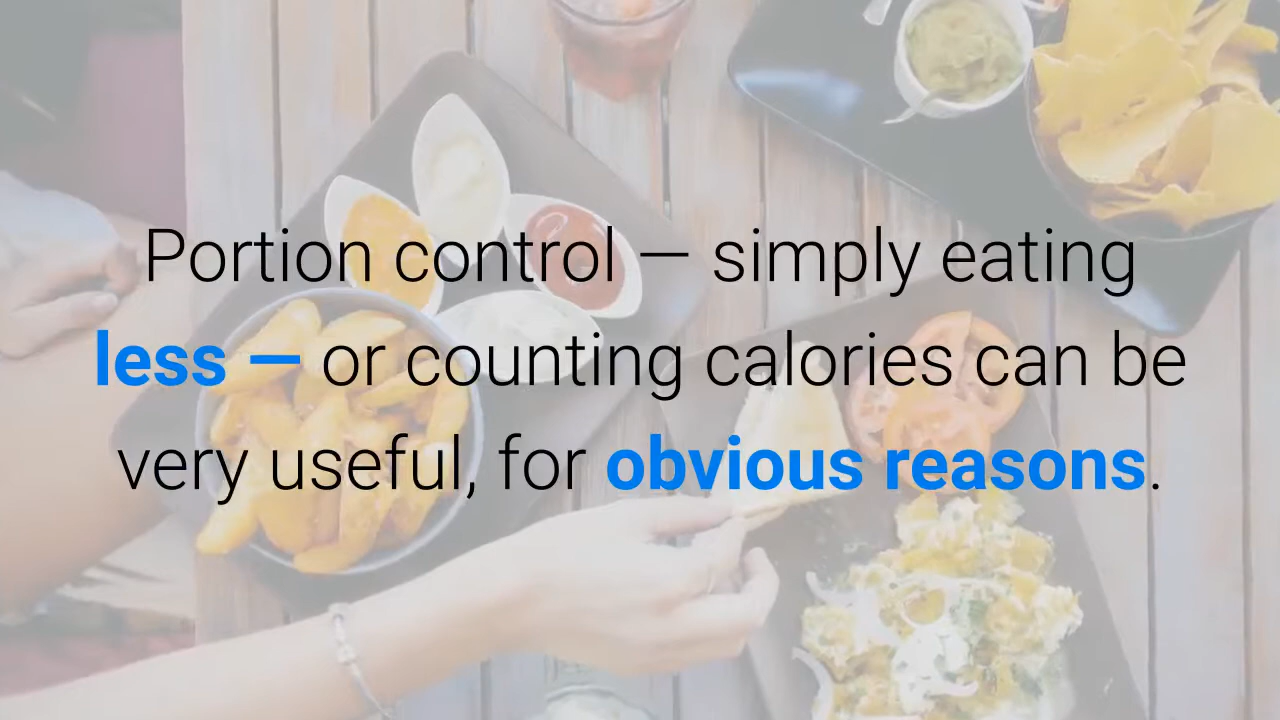 Portion control — simply eating
less — or counting calories can be
very useful, for obvious reasons.